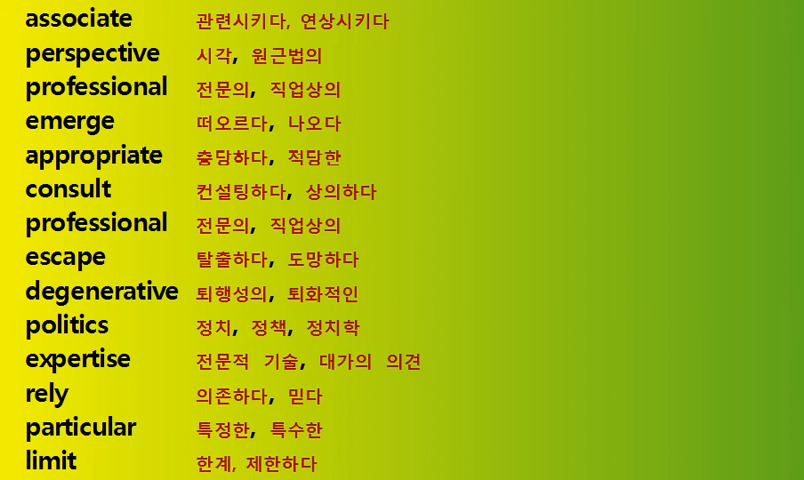 associate 관련시키다, 연상시키다
perspective 시각, 원근법의
professional 전문의, 직업상의
emerge 떠오르다, 나오다
appropriate 충당하다, 적당한
consult 컨설팅하다, 상의하다
professional 전문의, 직업상의
escape 탈출하다, 도망하다
degenerative 퇴행성의, 퇴화적인
politics 정치, 정책, 정치학
expertise 전문적 기술, 대가의 의견
rely 의존하다, 믿다
particular 특정한, 특수한
limit 한계, 제한하다